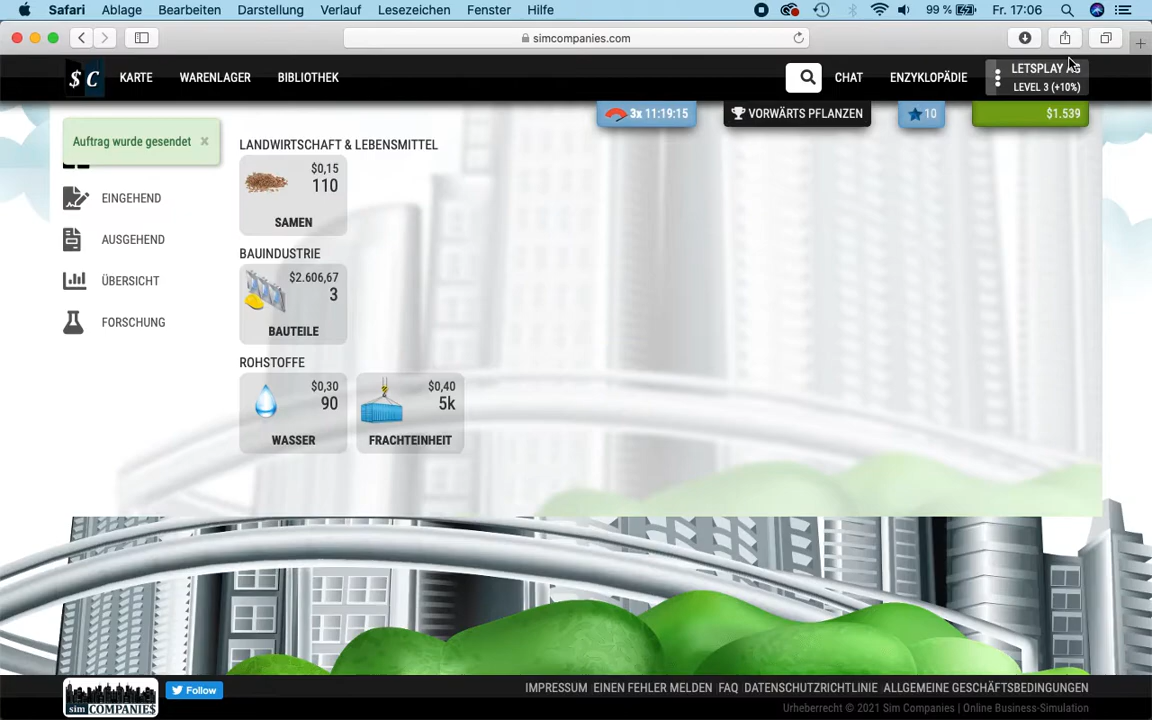 Safari Ablage Bearbeiten Darstellung Verlauf Lesezeichen Fenster Hilfe 99 % Fr. 17:06
simcompanies.com
$ C KARTE WARENLAGER BIBLIOTHEK CHAT ENZYKLOPÄDIE LETSPLAY AG
LEVEL 3 (+10%)
3x 11:19:15 VORWÄRTS PFLANZEN 10 $1.539
Auftrag wurde gesendet ×
EINGEHEND
AUSGEHEND
ÜBERSICHT
FORSCHUNG
LANDWIRTSCHAFT & LEBENSMITTEL
$0,15
110
SAMEN
BAUINDUSTRIE
$2.606,67
3
BAUTEILE
ROHSTOFFE
$0,30
90
WASSER
$0,40
5k
FRACHTEINHEIT
sim COMPANIES
Follow
IMPRESSUM EINEN FEHLER MELDEN FAQ DATENSCHUTZRICHTLINIE ALLGEMEINE GESCHÄFTSBEDINGUNGEN
Urheberrecht © 2021 Sim Companies | Online Business-Simulation